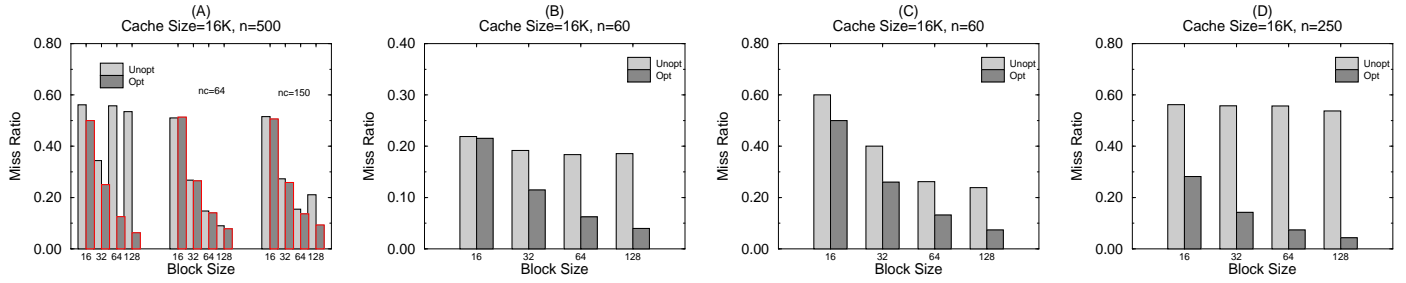 (A)
Cache Size=16K, n=500
0.80
0.60
0.40
0.20
0.00
Miss Ratio
Unopt
Opt
nc=64
nc=150
16 32 64 128
16 32 64 128
16 32 64 128
Block Size
(B)
Cache Size=16K, n=60
0.40
0.30
0.20
0.10
0.00
Miss Ratio
Unopt
Opt
16 32 64 128
Block Size
(C)
Cache Size=16K, n=60
0.80
0.60
0.40
0.20
0.00
Miss Ratio
Unopt
Opt
16 32 64 128
Block Size
(D)
Cache Size=16K, n=250
0.80
0.60
0.40
0.20
0.00
Miss Ratio
Unopt
Opt
16 32 64 128
Block Size